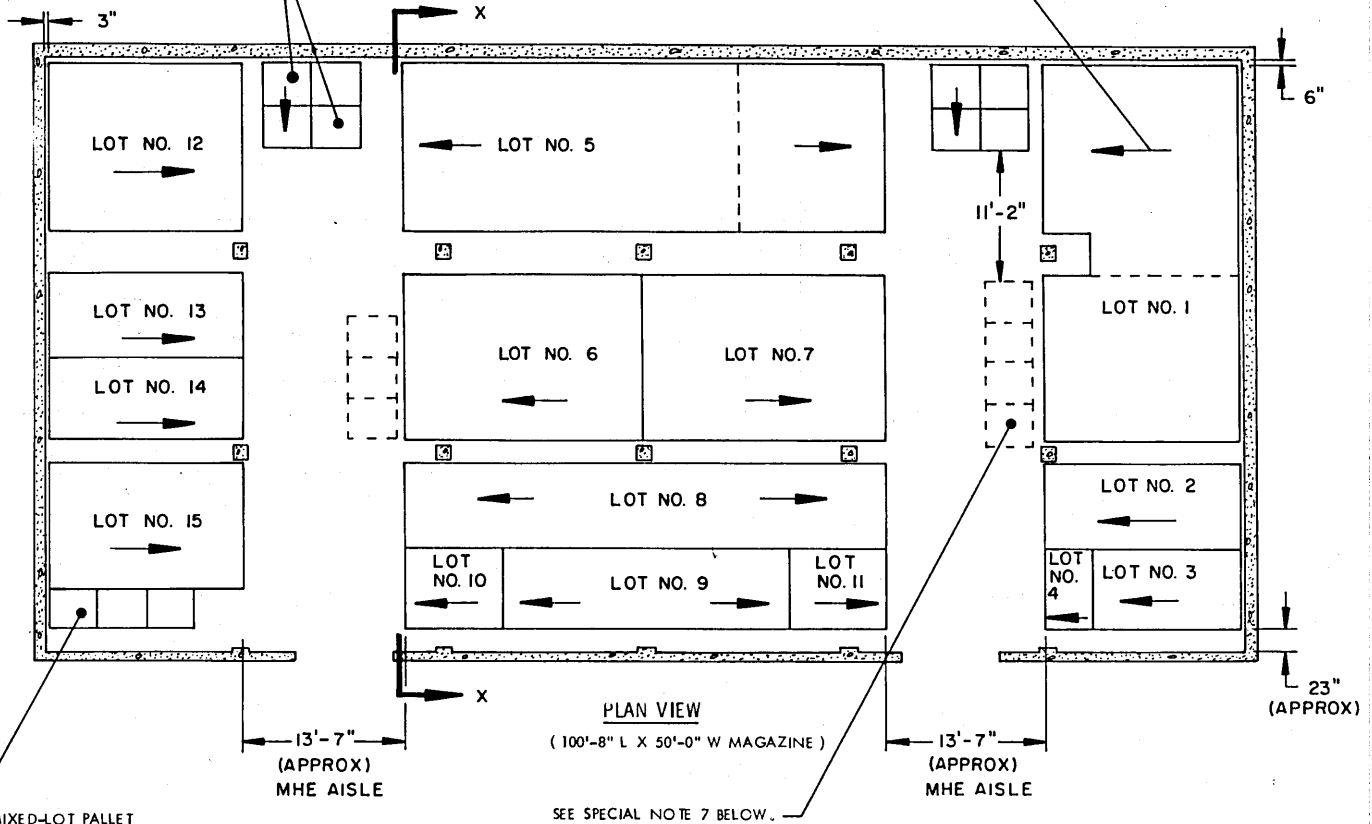 3"
X
6"
LOT NO. 12
LOT NO. 5
11'-2"
LOT NO. 1
LOT NO. 13
LOT NO. 6
LOT NO. 7
LOT NO. 14
LOT NO. 2
LOT NO. 8
LOT NO. 15
LOT
NO. 10
LOT NO. 9
LOT
NO. 11
LOT
NO.
4
LOT NO. 3
X
23"
(APPROX)
PLAN VIEW
(100'-8" L X 50'-0" W MAGAZINE)
13'-7"
(APPROX)
MHE AISLE
13'-7"
(APPROX)
MHE AISLE
MIXED-LOT PALLET
SEE SPECIAL NOTE 7 BELOW.